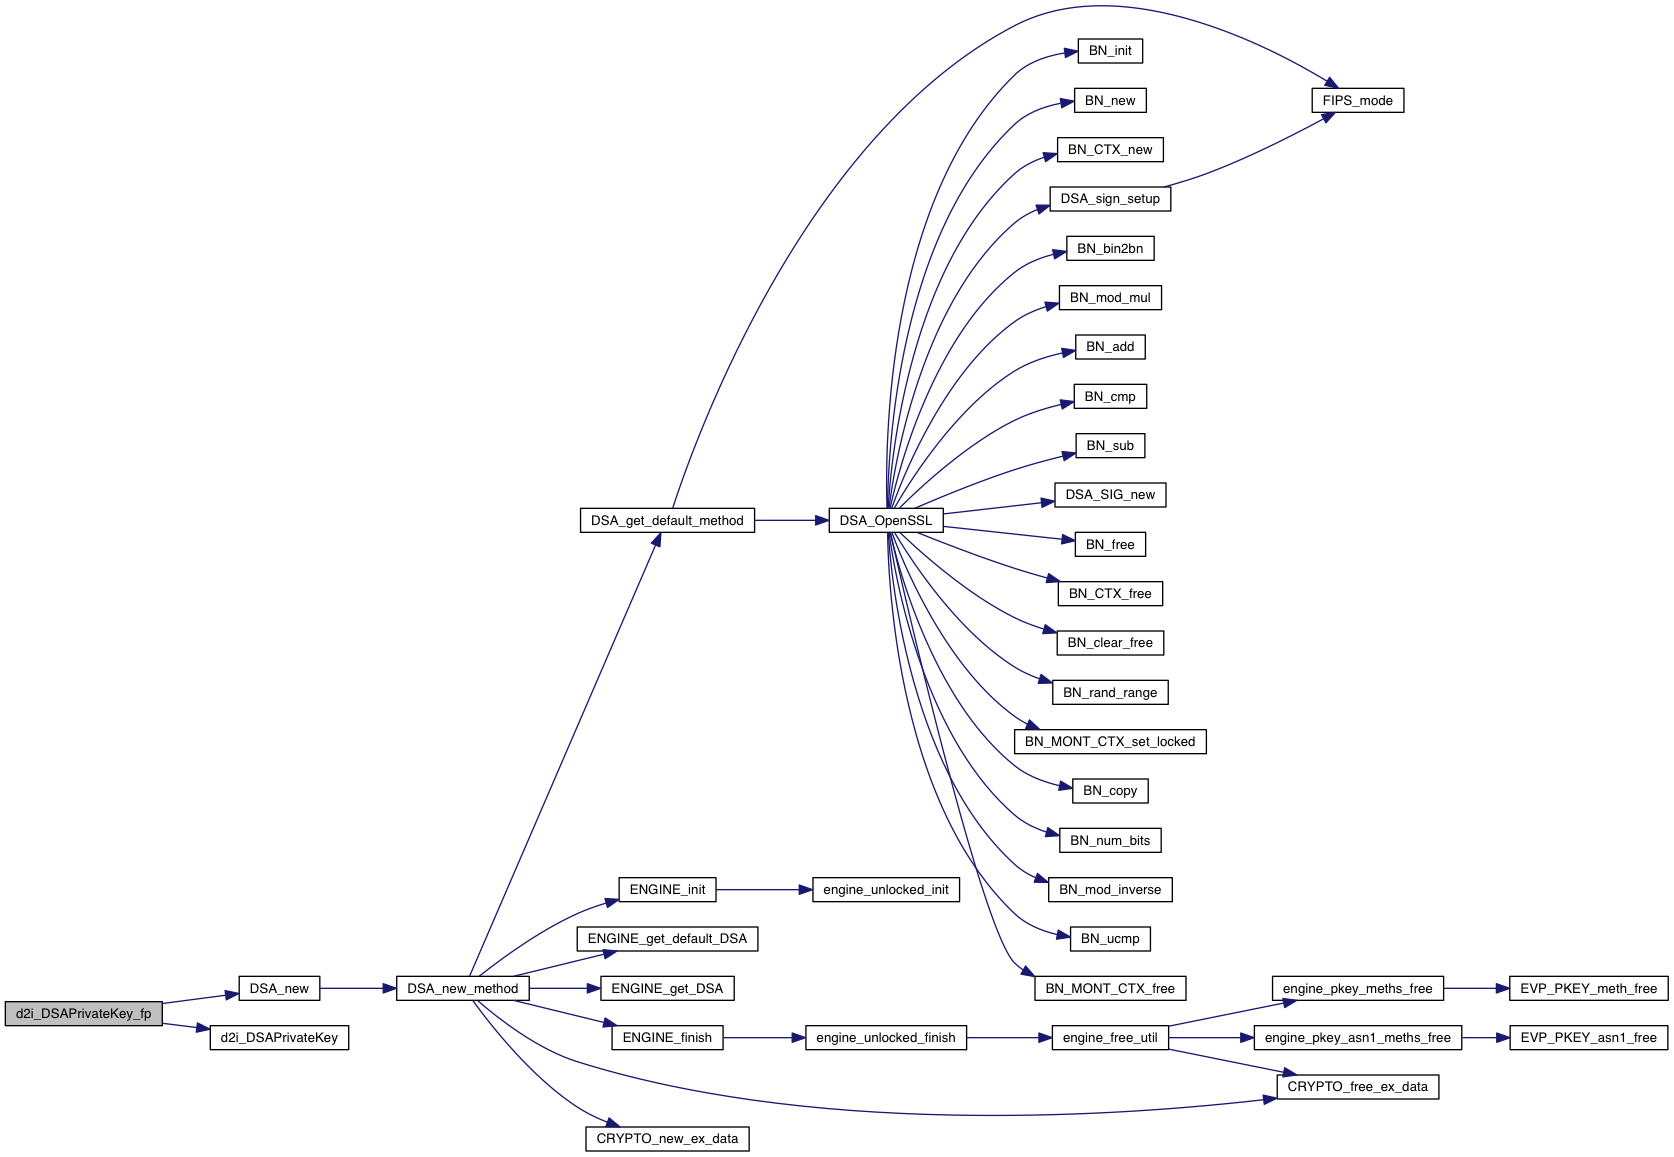 BN_init
BN_new
FIPS_mode
BN_CTX_new
DSA_sign_setup
BN_bin2bn
BN_mod_mul
BN_add
BN_cmp
BN_sub
DSA_SIG_new
DSA_get_default_method
DSA_OpenSSL
BN_free
BN_CTX_free
BN_clear_free
BN_rand_range
BN_MONT_CTX_set_locked
BN_copy
BN_num_bits
ENGINE_init
engine_unlocked_init
BN_mod_inverse
ENGINE_get_default_DSA
BN_ucmp
DSA_new
DSA_new_method
ENGINE_get_DSA
BN_MONT_CTX_free
engine_pkey_meths_free
EVP_PKEY_meth_free
d2i_DSAPrivateKey_fp
d2i_DSAPrivateKey
ENGINE_finish
engine_unlocked_finish
engine_free_util
engine_pkey_asn1_meths_free
EVP_PKEY_asn1_free
CRYPTO_free_ex_data
CRYPTO_new_ex_data